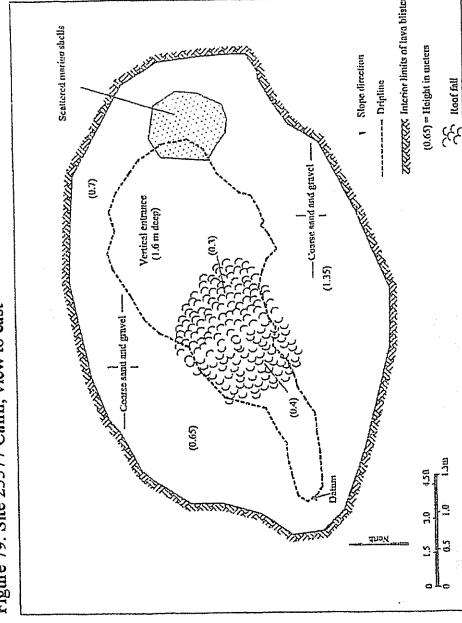 Figure 79. Site 23577 Cairn, view to east
Scattered marine shells
(0.7)
Vertical entrance
(1.6 m deep)
Coarse sand and gravel
(0.3)
(0.65)
Coarse sand and gravel
(1.35)
(0.4)
Datum
North
Slope direction
Dripline
Interior limits of lava blister
(0.65) = Height in meters
Roof fall
0 1.5 3.0 4.5ft
0 0.5 1.0 1.5m